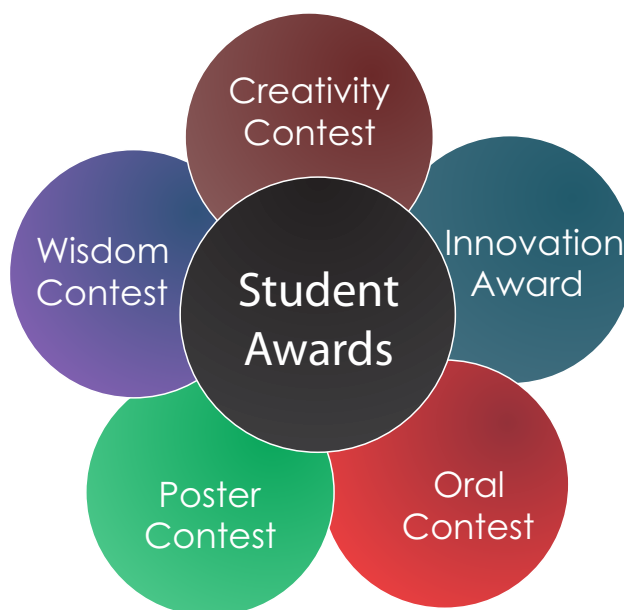 Creativity
Contest
Wisdom
Contest
Innovation
Award
Student
Awards
Poster
Contest
Oral
Contest